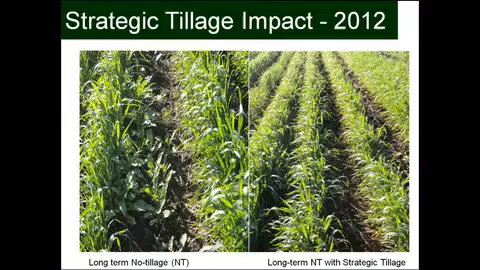 Strategic Tillage Impact - 2012
Long term No-tillage (NT)
Long-term NT with Strategic Tillage